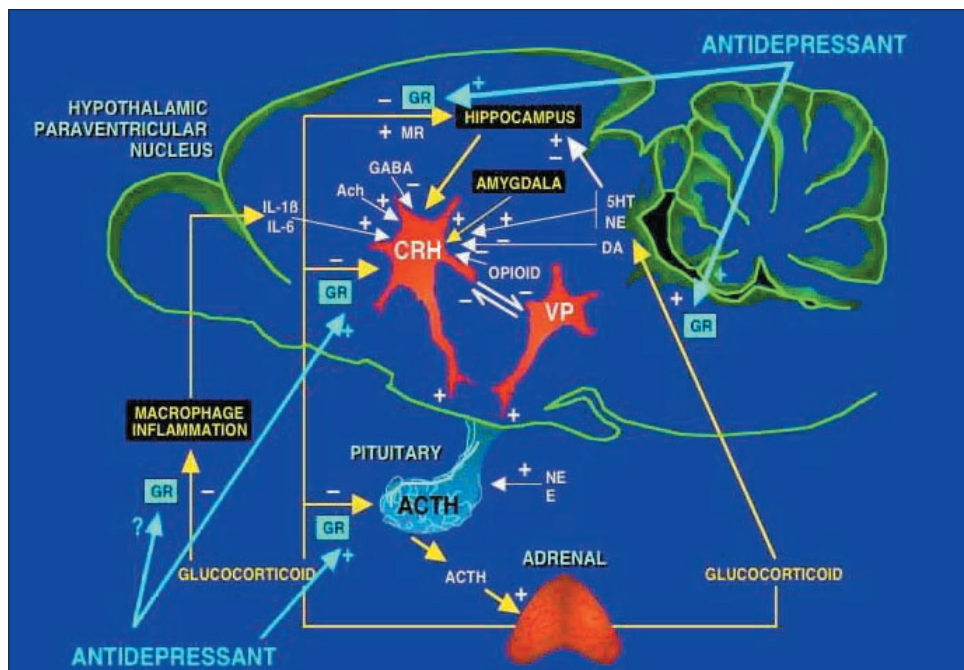 ANTIDEPRESSANT
HYPOTHALAMIC
PARAVENTRICULAR
NUCLEUS
− GR +
HIPPOCAMPUS
+ MR
+
−
GABA
−
Ach
+
AMYGDALA
IL-1ß
IL-6
+
+
+
5HT
NE
CRH
−
−
DA
−
OPIOID
GR
−
−
VP
+
+
+
GR
+
+
MACROPHAGE
INFLAMMATION
PITUITARY
GR
−
?
−
ACTH
+
NE
E
GR
+
GLUCOCORTICOID
ACTH
+
ADRENAL
GLUCOCORTICOID
ANTIDEPRESSANT